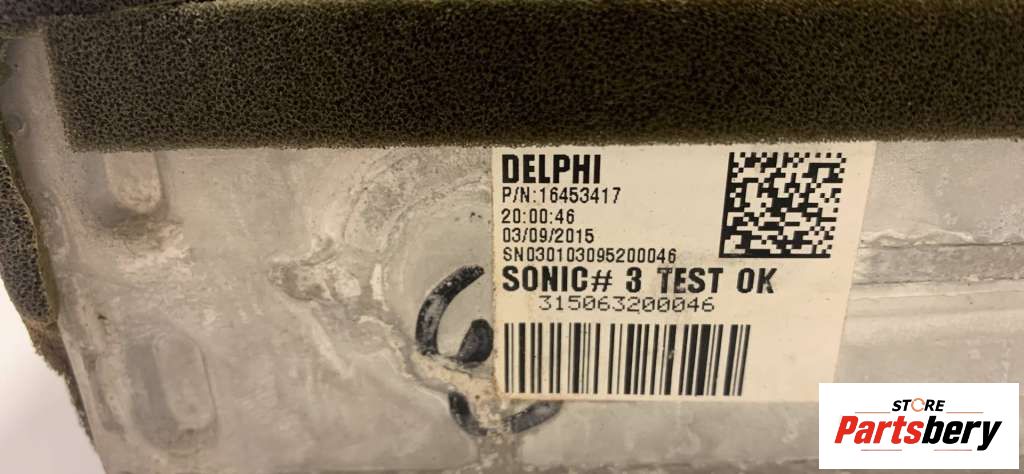 DELPHI
P/N:16453417
20:00:46
03/09/2015
SN030103095200046
SONIC# 3 TEST OK
315063200046
STORE
Partsbery